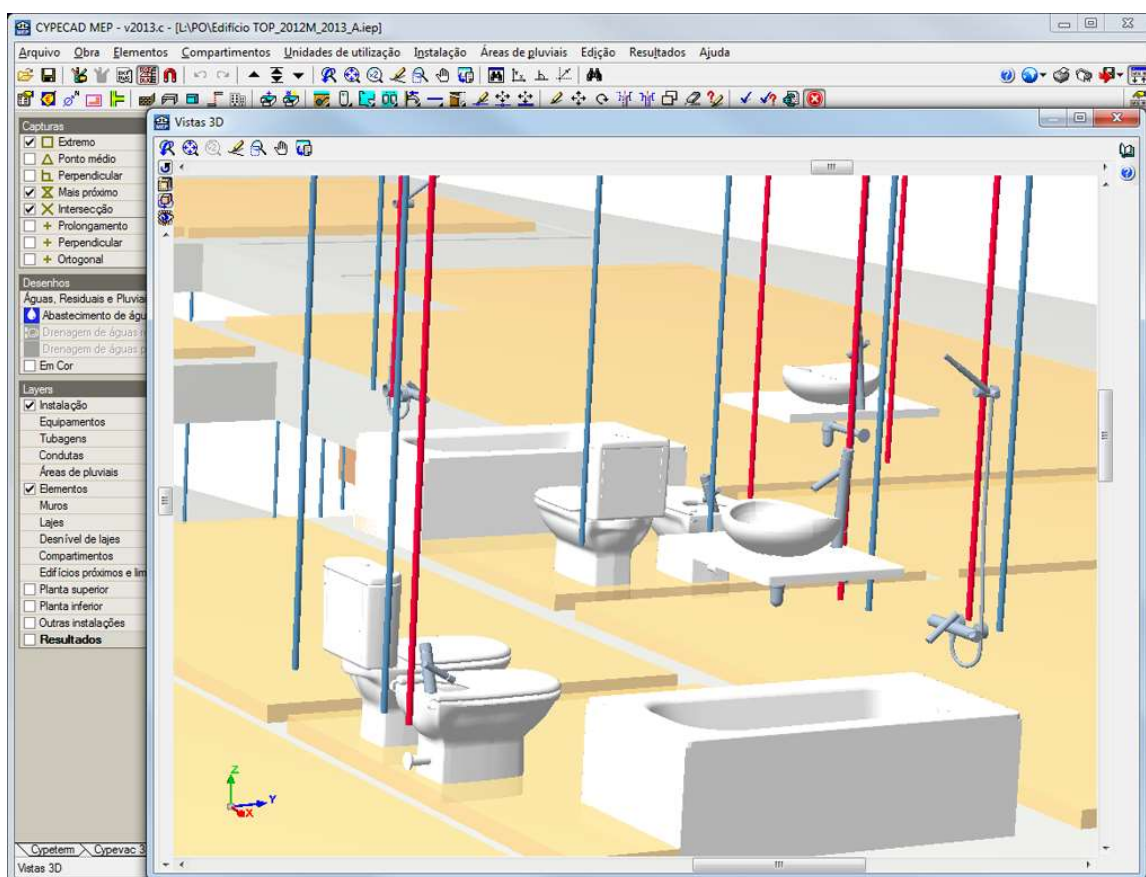 CYPECAD MEP - v2013.c - [L:\PO\Edifício TOP_2012M_2013_A.iep]
Arquivo Obra Elementos Compartimentos Unidades de utilização Instalação Áreas de pluviais Edição Resultados Ajuda
Vistas 3D
Capturas
Extremo
Ponto médio
Perpendicular
Mais próximo
Intersecção
Prolongamento
Perpendicular
Ortogonal
Desenhos
Águas, Residuais e Pluviai
Abastecimento de águ
Drenagem de águas r
Drenagem de águas p
Em Cor
Layers
Instalação
Equipamentos
Tubagens
Condutas
Áreas de pluviais
Elementos
Muros
Lajes
Desnível de lajes
Compartimentos
Edifícios próximos e lim
Planta superior
Planta inferior
Outras instalações
Resultados
Z
Y
X
Cypeterm Cypevac 3
Vistas 3D